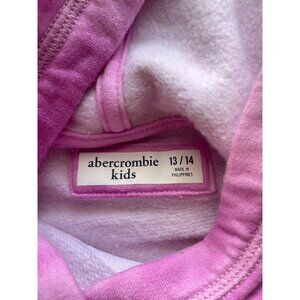 abercrombie
kids
13 / 14
MADE IN
PHILIPPINES